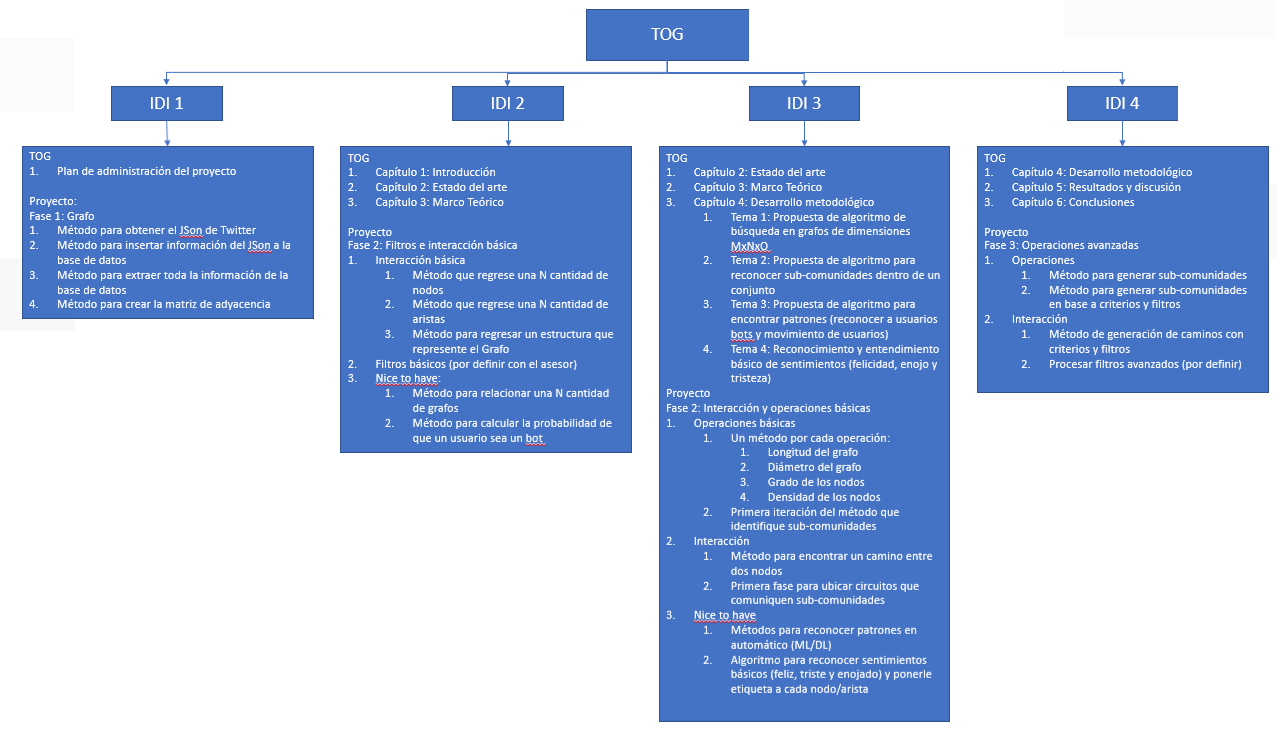 TOG
IDI 1
IDI 2
IDI 3
IDI 4
TOG
1. Plan de administración del proyecto
Proyecto:
Fase 1: Grafo
1. Método para obtener el JSon de Twitter
2. Método para insertar información del JSon a la
base de datos
3. Método para extraer toda la información de la
base de datos
4. Método para crear la matriz de adyacencia
TOG
1. Capítulo 1: Introducción
2. Capítulo 2: Estado del arte
3. Capítulo 3: Marco Teórico
Proyecto
Fase 2: Filtros e interacción básica
1. Interacción básica
1. Método que regrese una N cantidad de
nodos
2. Método que regrese una N cantidad de
aristas
3. Método para regresar un estructura que
represente el Grafo
2. Filtros básicos (por definir con el asesor)
3. Nice to have:
1. Método para relacionar una N cantidad
de grafos
2. Método para calcular la probabilidad de
que un usuario sea un bot
TOG
1. Capítulo 2: Estado del arte
2. Capítulo 3: Marco Teórico
3. Capítulo 4: Desarrollo metodológico
1. Tema 1: Propuesta de algoritmo de
búsqueda en grafos de dimensiones
MxNxO
2. Tema 2: Propuesta de algoritmo para
reconocer sub-comunidades dentro de un
conjunto
3. Tema 3: Propuesta de algoritmo para
encontrar patrones (reconocer a usuarios
bots y movimiento de usuarios)
4. Tema 4: Reconocimiento y entendimiento
básico de sentimientos (felicidad, enojo y
tristeza)
Proyecto
Fase 2: Interacción y operaciones básicas
1. Operaciones básicas
1. Un método por cada operación:
1. Longitud del grafo
2. Diámetro del grafo
3. Grado de los nodos
4. Densidad de los nodos
2. Primera iteración del método que
identifique sub-comunidades
2. Interacción
1. Método para encontrar un camino entre
dos nodos
2. Primera fase para ubicar circuitos que
comuniquen sub-comunidades
3. Nice to have
1. Métodos para reconocer patrones en
automático (ML/DL)
2. Algoritmo para reconocer sentimientos
básicos (feliz, triste y enojado) y ponerle
etiqueta a cada nodo/arista
TOG
1. Capítulo 4: Desarrollo metodológico
2. Capítulo 5: Resultados y discusión
3. Capítulo 6: Conclusiones
Proyecto
Fase 3: Operaciones avanzadas
1. Operaciones
1. Método para generar sub-comunidades
2. Método para generar sub-comunidades
en base a criterios y filtros
2. Interacción
1. Método de generación de caminos con
criterios y filtros
2. Procesar filtros avanzados (por definir)